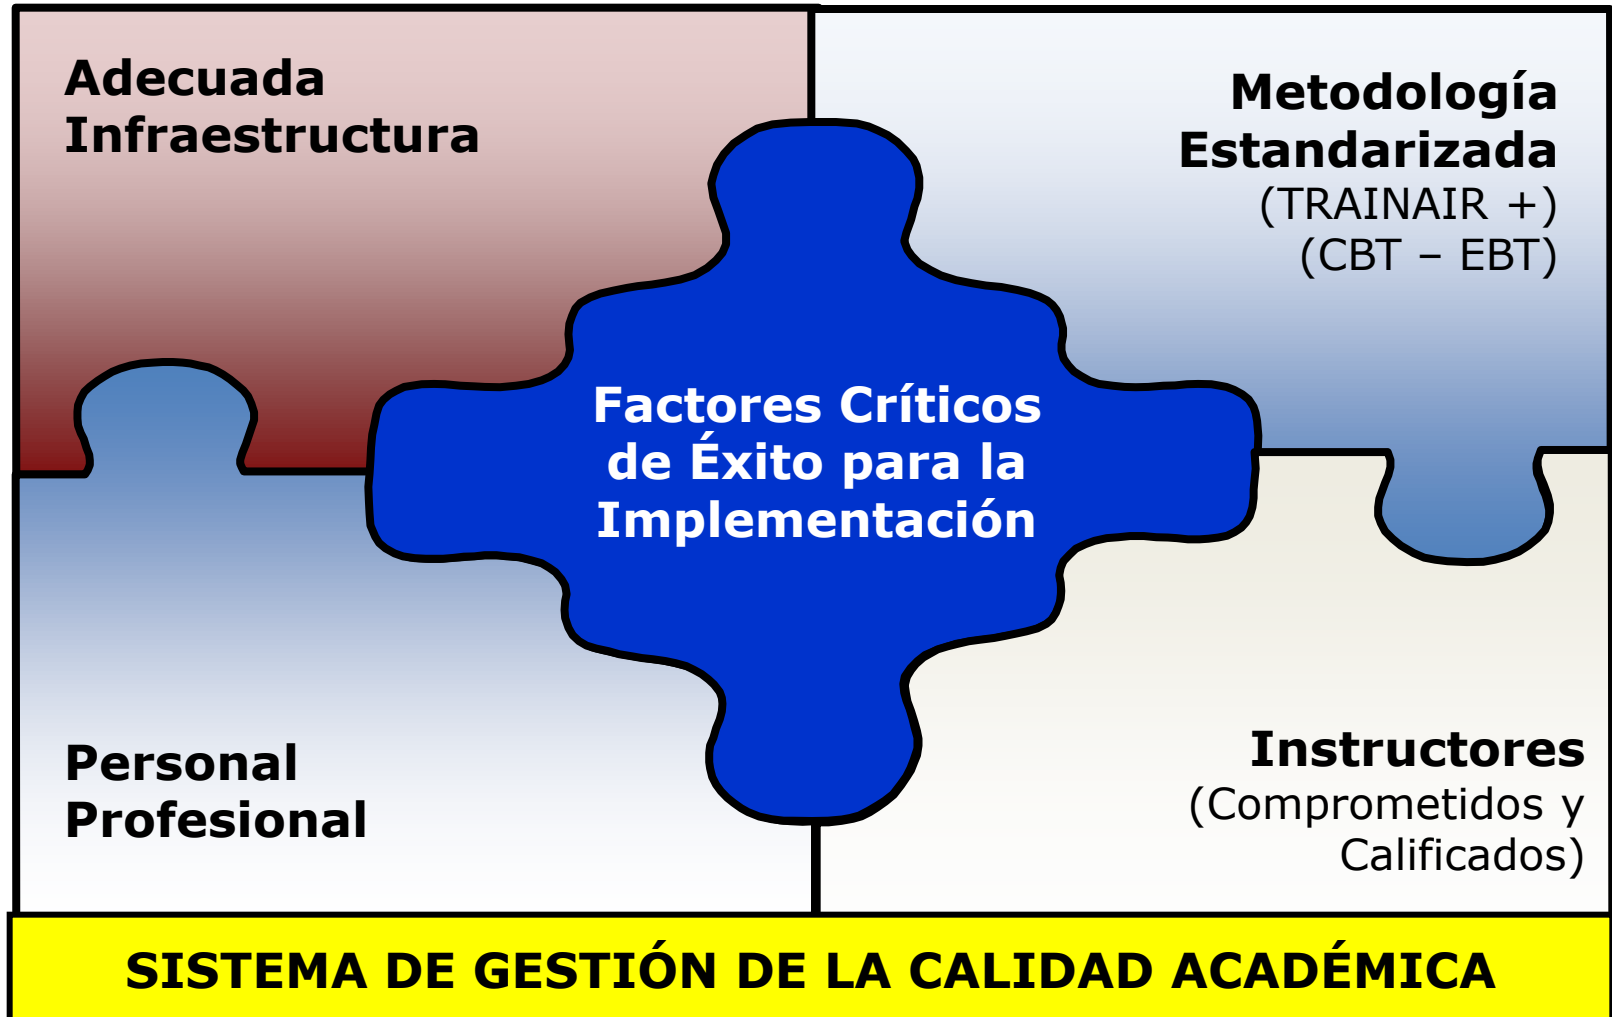 Adecuada
Infraestructura
Metodología
Estandarizada
(TRAINAIR +)
(CBT – EBT)
Factores Críticos
de Éxito para la
Implementación
Personal
Profesional
Instructores
(Comprometidos y
Calificados)
SISTEMA DE GESTIÓN DE LA CALIDAD ACADÉMICA